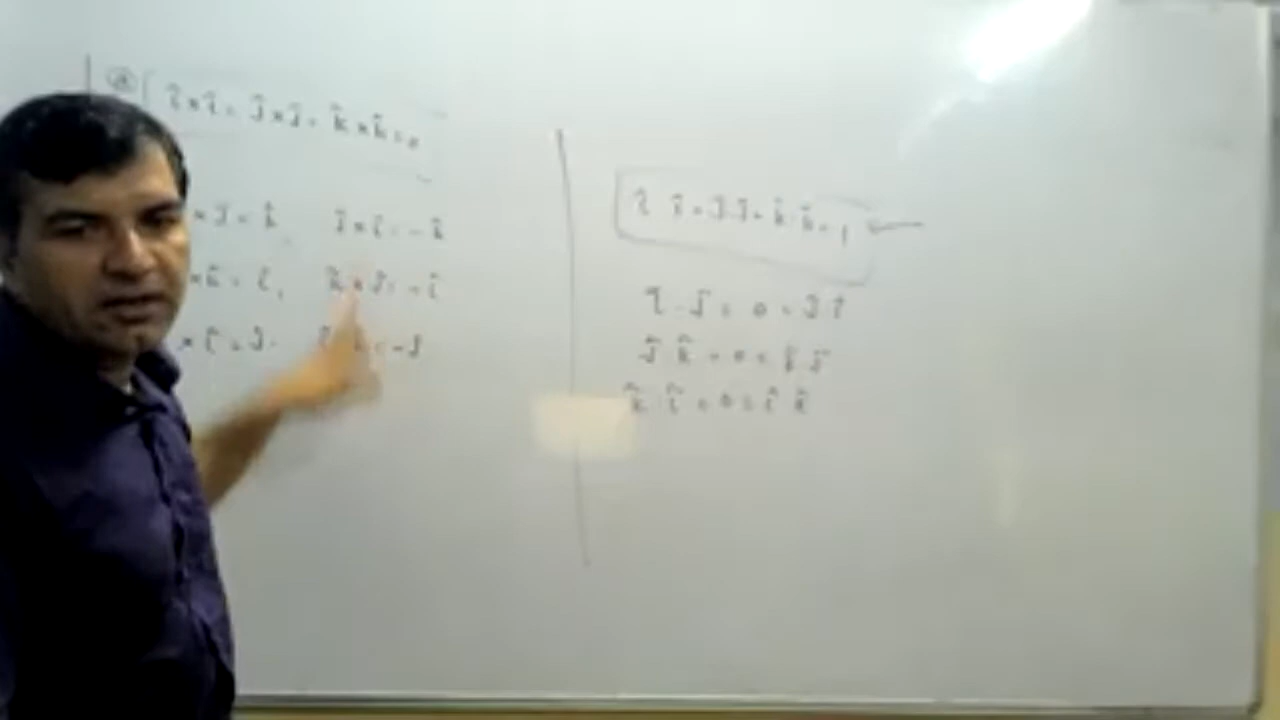 î × î = ĵ × ĵ = k̂ × k̂ = 0
× ĵ = k̂ ĵ × î = -k̂
× k̂ = î, k̂ × ĵ = -î
× î = ĵ. k̂ = -ĵ
î · î = ĵ · ĵ = k̂ · k̂ = 1
î · ĵ = 0 = ĵ · î
ĵ · k̂ = 0 = k̂ · ĵ
k̂ · î = 0 = î · k̂